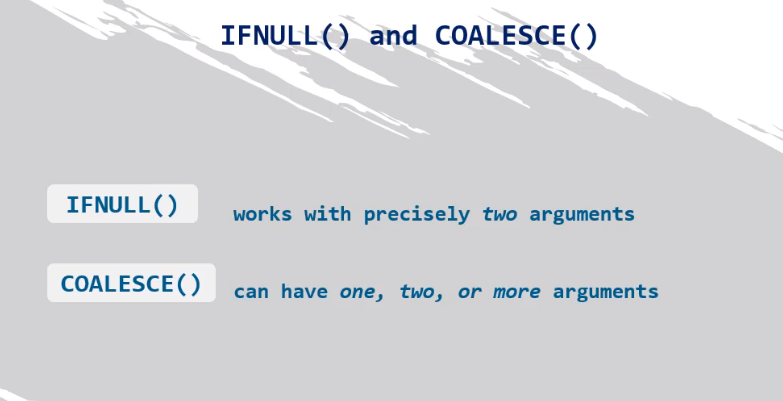 IFNULL() and COALESCE()
IFNULL() works with precisely two arguments
COALESCE() can have one, two, or more arguments